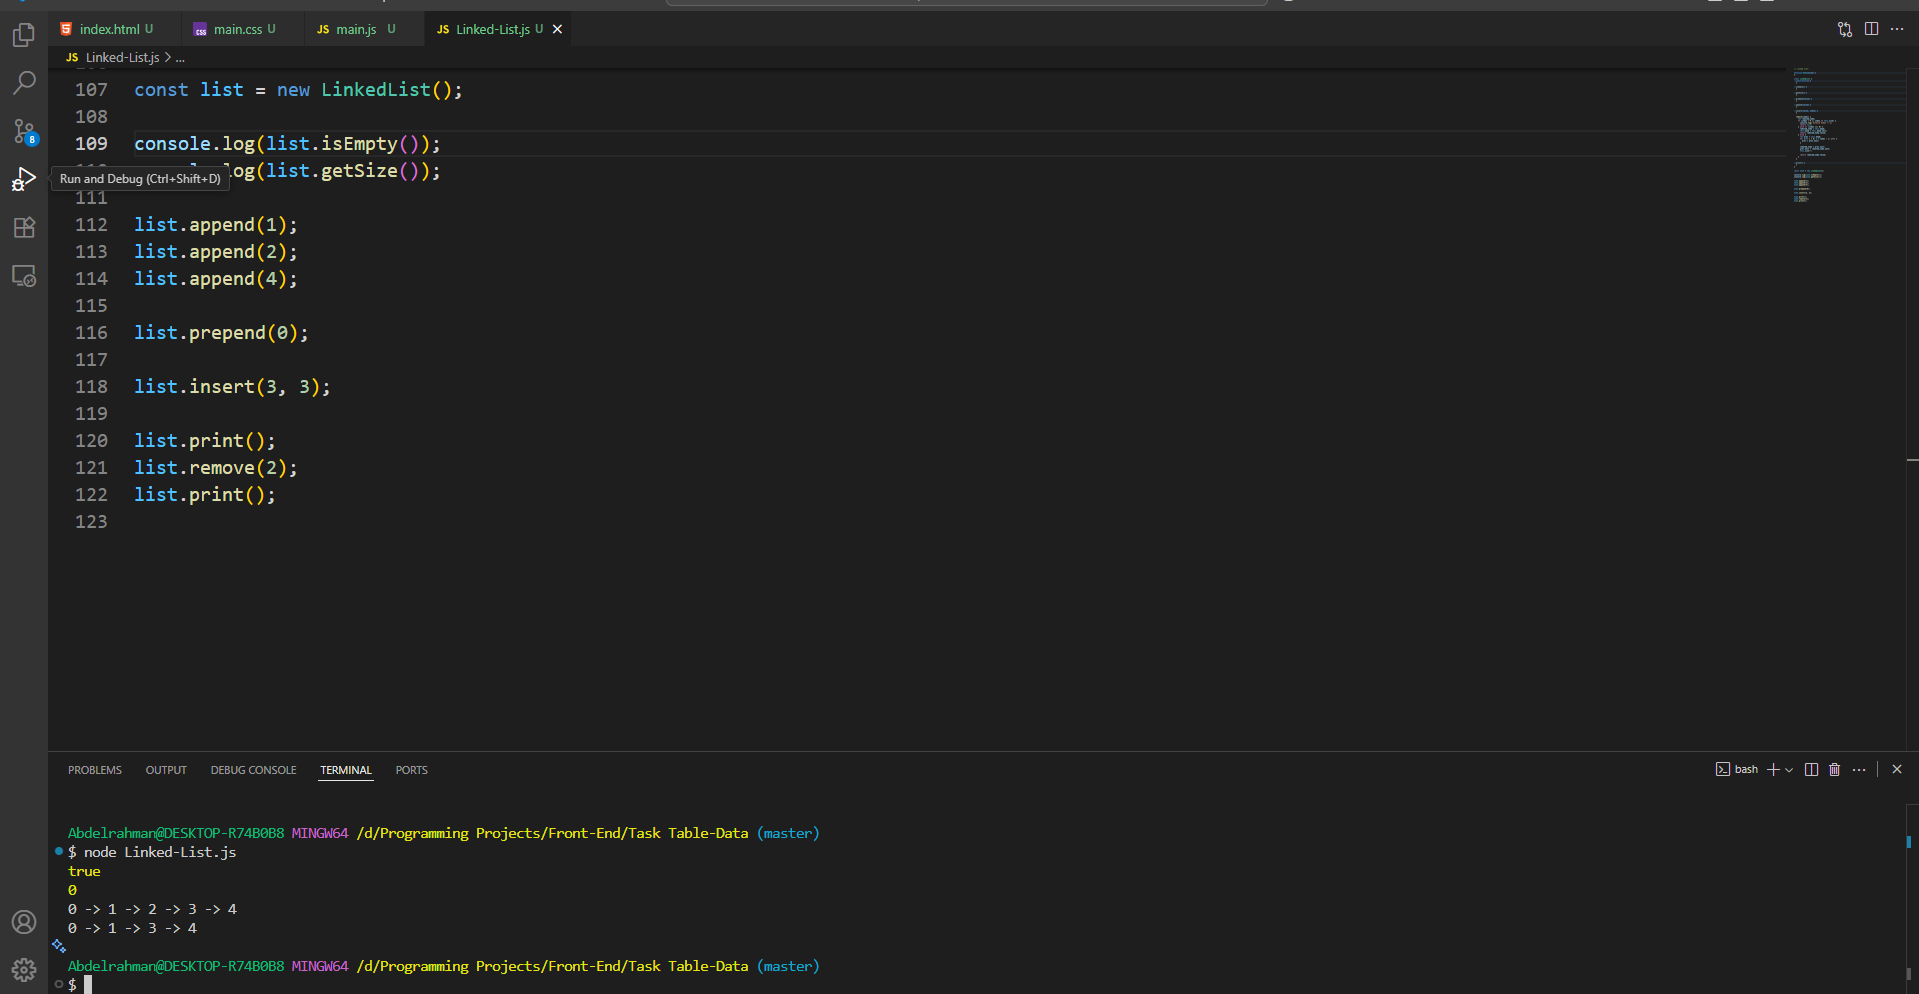 index.html U
main.css U
JS main.js U
JS Linked-List.js U
JS Linked-List.js > ...
107 const list = new LinkedList();
108
109 console.log(list.isEmpty());
log(list.getSize());
Run and Debug (Ctrl+Shift+D)
111
112 list.append(1);
113 list.append(2);
114 list.append(4);
115
116 list.prepend(0);
117
118 list.insert(3, 3);
119
120 list.print();
121 list.remove(2);
122 list.print();
123
8
PROBLEMS OUTPUT DEBUG CONSOLE TERMINAL PORTS
bash
Abdelrahman@DESKTOP-R74B0B8 MINGW64 /d/Programming Projects/Front-End/Task Table-Data (master)
$ node Linked-List.js
true
0
0 -> 1 -> 2 -> 3 -> 4
0 -> 1 -> 3 -> 4
Abdelrahman@DESKTOP-R74B0B8 MINGW64 /d/Programming Projects/Front-End/Task Table-Data (master)
$